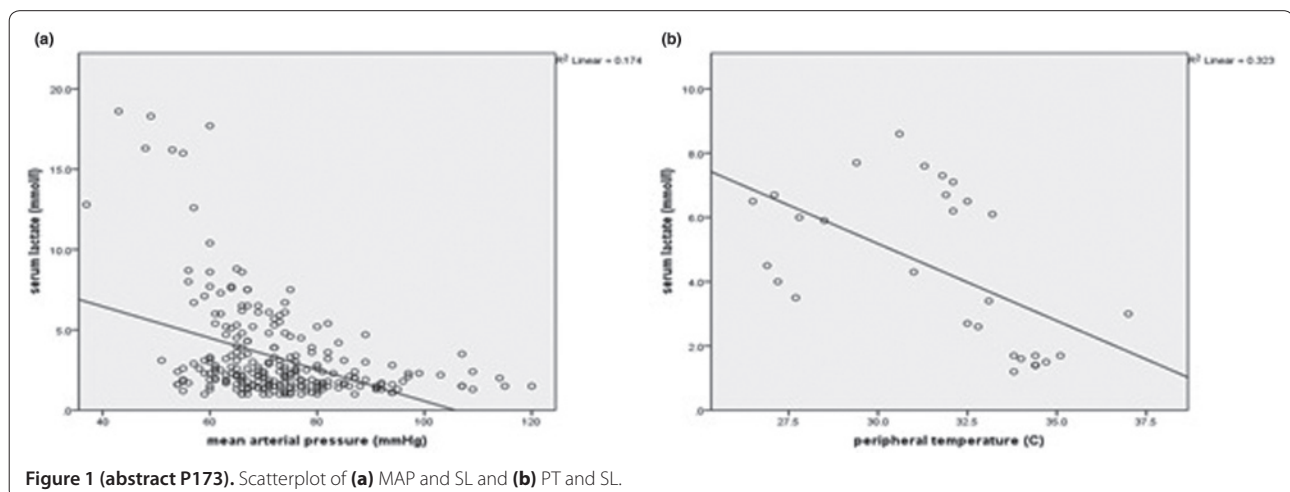 (a)
R² Linear = 0.174
20.0
15.0
10.0
5.0
.0
serum lactate (mmol/l)
40
60
80
100
120
mean arterial pressure (mmHg)
(b)
R² Linear = 0.323
10.0
8.0
6.0
4.0
2.0
.0
serum lactate (mmol/l)
27.5
30.0
32.5
35.0
37.5
peripheral temperature (C)
Figure 1 (abstract P173). Scatterplot of (a) MAP and SL and (b) PT and SL.